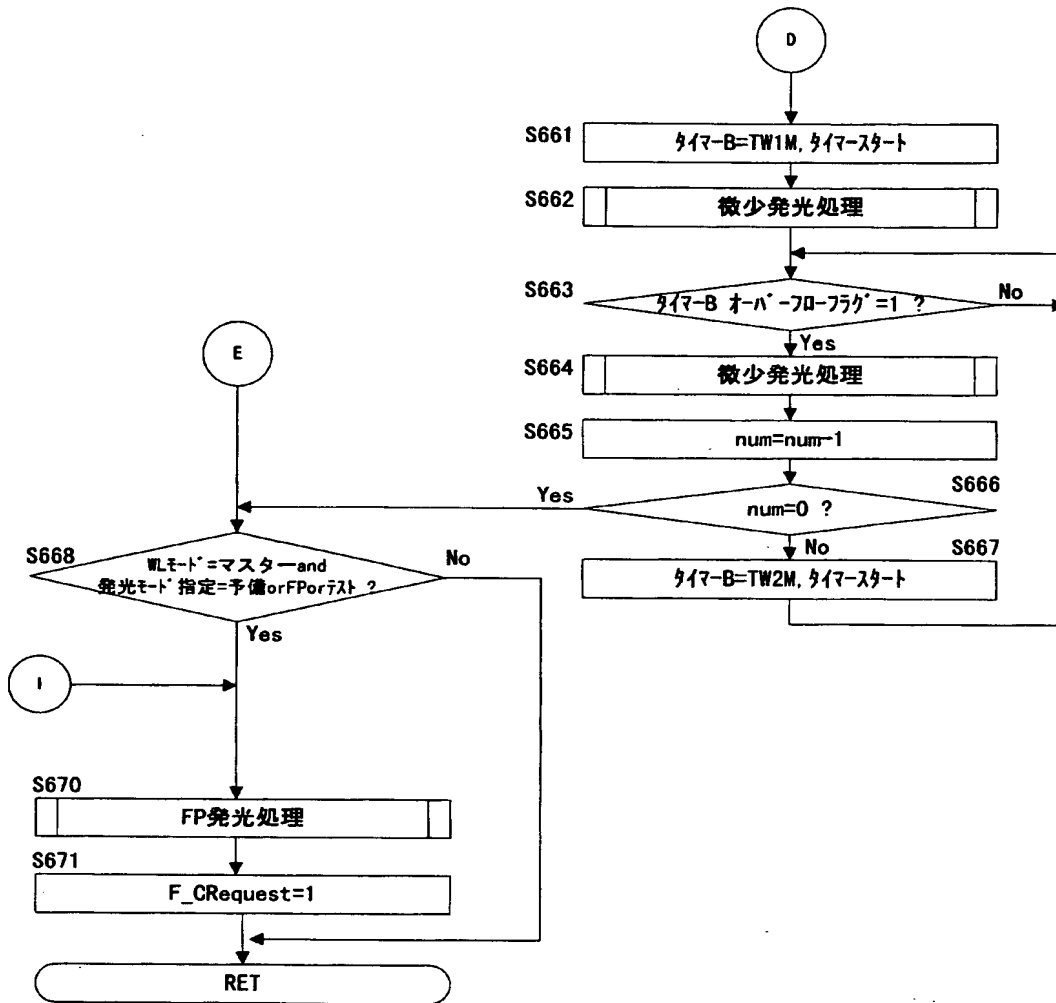 D
S661
ﾀｲﾏｰB=TW1M,ﾀｲﾏｰｽﾀｰﾄ
S662
微少発光処理
S663
ﾀｲﾏｰB ｵｰﾊﾞｰﾌﾛｰﾌﾗｸﾞ=1 ?
No
Yes
S664
微少発光処理
S665
num=num-1
S666
num=0 ?
Yes
No
S667
ﾀｲﾏｰB=TW2M,ﾀｲﾏｰｽﾀｰﾄ
E
S668
WLﾓｰﾄﾞ=マスターand
発光ﾓｰﾄﾞ指定=予備orFPorﾃｽﾄ ?
No
Yes
I
S670
FP発光処理
S671
F_CRequest=1
RET